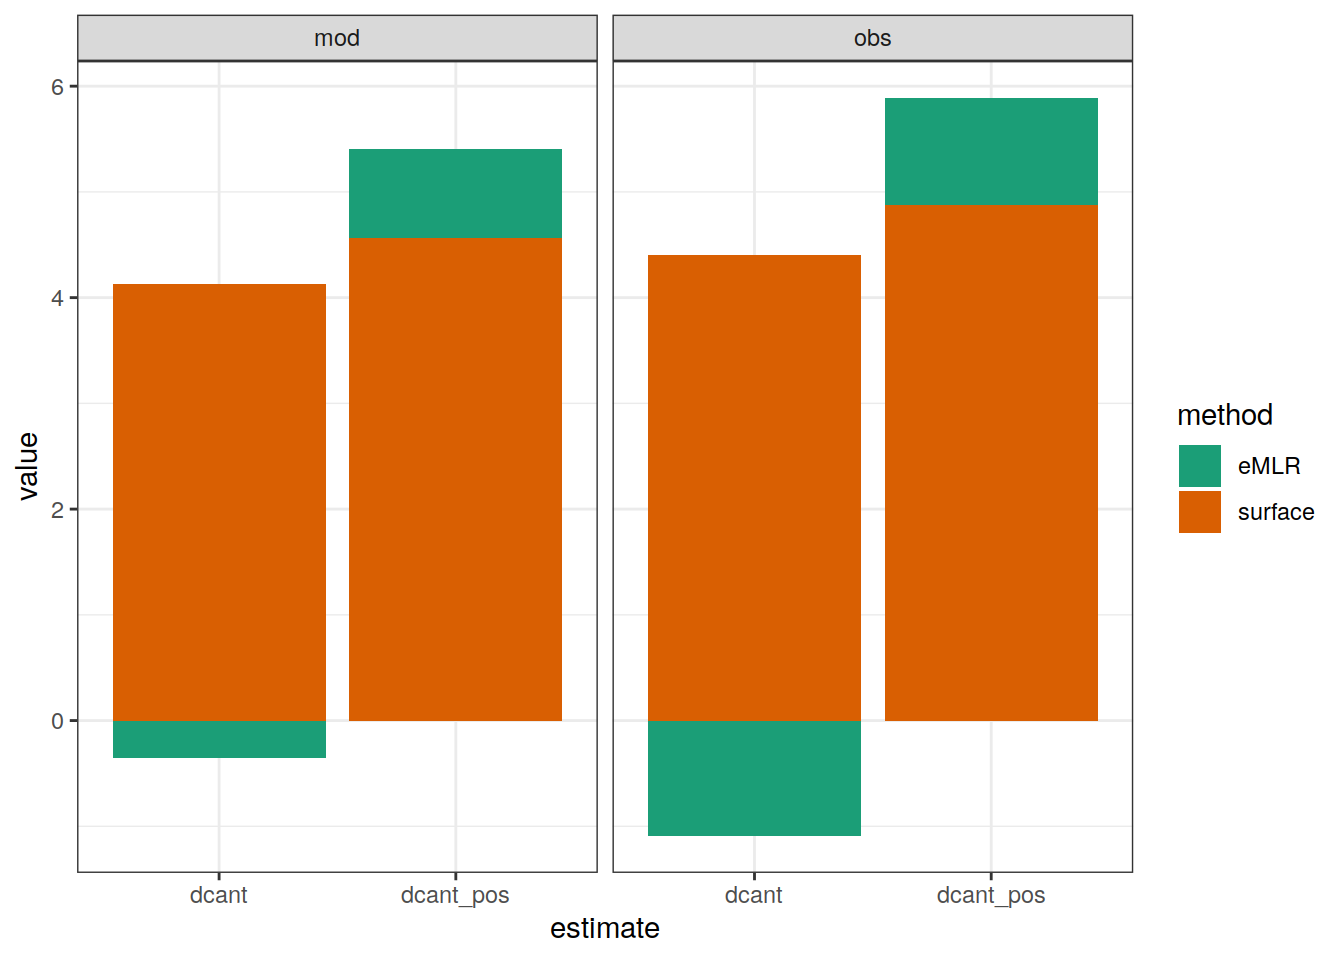 mod
obs
value
6
4
2
0
dcant
dcant_pos
dcant
dcant_pos
estimate
method
eMLR
surface